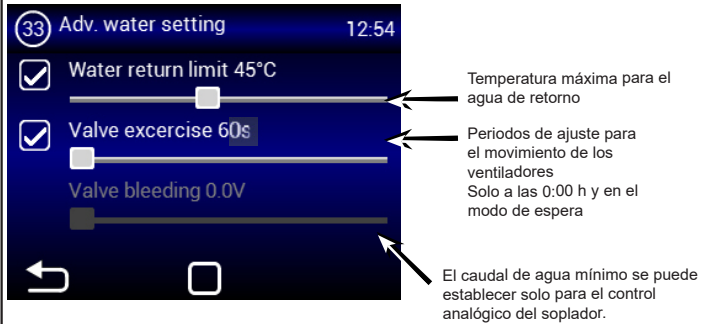 33 Adv. water setting 12:54
Water return limit 45°C
Valve excercise 60s
Valve bleeding 0.0V
Temperatura máxima para el
agua de retorno
Periodos de ajuste para
el movimiento de los
ventiladores
Solo a las 0:00 h y en el
modo de espera
El caudal de agua mínimo se puede
establecer solo para el control
analógico del soplador.